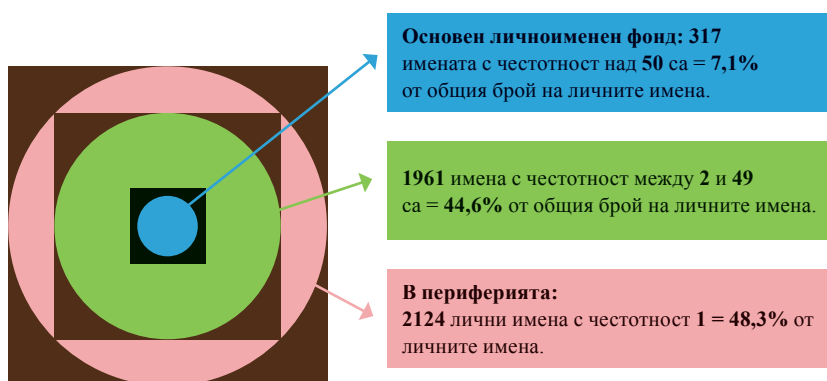 Основен личноименен фонд: 317
имената с честотност над 50 са = 7,1%
от общия брой на личните имена.
1961 имена с честотност между 2 и 49
са = 44,6% от общия брой на личните имена.
В периферията:
2124 лични имена с честотност 1 = 48,3% от
личните имена.